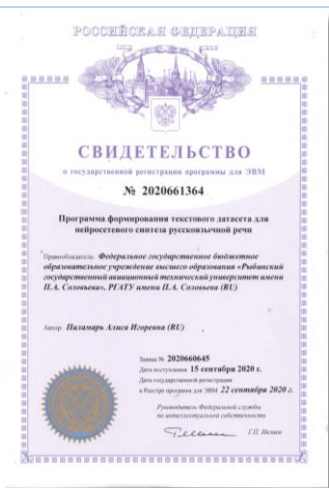 РОССИЙСКАЯ ФЕДЕРАЦИЯ
СВИДЕТЕЛЬСТВО
о государственной регистрации программы для ЭВМ
№ 2020661364
Программа формирования текстового датасета для
нейросетевого синтеза русскоязычной речи
Правообладатель: Федеральное государственное бюджетное
образовательное учреждение высшего образования «Рыбинский
государственный авиационный технический университет имени
П.А. Соловьева», РГАТУ имени П.А. Соловьева (RU)
Автор: Паламарь Алиса Игоревна (RU)
Заявка № 2020660645
Дата поступления 15 сентября 2020 г.
Дата государственной регистрации
в Реестре программ для ЭВМ 22 сентября 2020 г.
Руководитель Федеральной службы
по интеллектуальной собственности
Г.П. Ивлиев